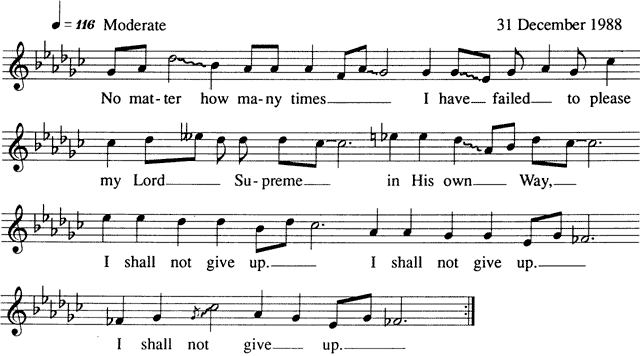 ♩ = 116 Moderate 31 December 1988
No mat-ter how ma-ny times I have failed to please
my Lord Su-preme in His own Way,
I shall not give up. I shall not give up.
I shall not give up.